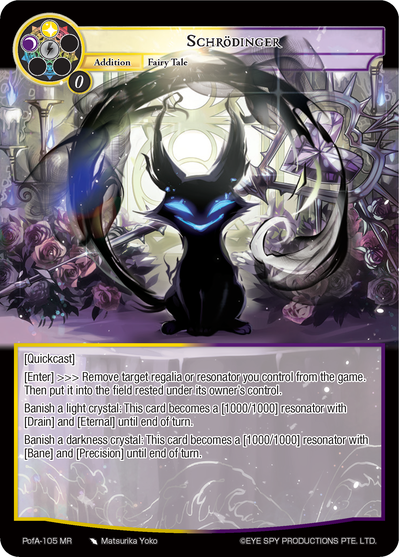 SCHRÖDINGER
Addition Fairy Tale
0
[Quickcast]
[Enter] >>> Remove target regalia or resonator you control from the game.
Then put it into the field rested under its owner's control.
Banish a light crystal: This card becomes a [1000/1000] resonator with
[Drain] and [Eternal] until end of turn.
Banish a darkness crystal: This card becomes a [1000/1000] resonator with
[Bane] and [Precision] until end of turn.
PofA-105 MR Matsurika Yoko ©EYE SPY PRODUCTIONS PTE. LTD.